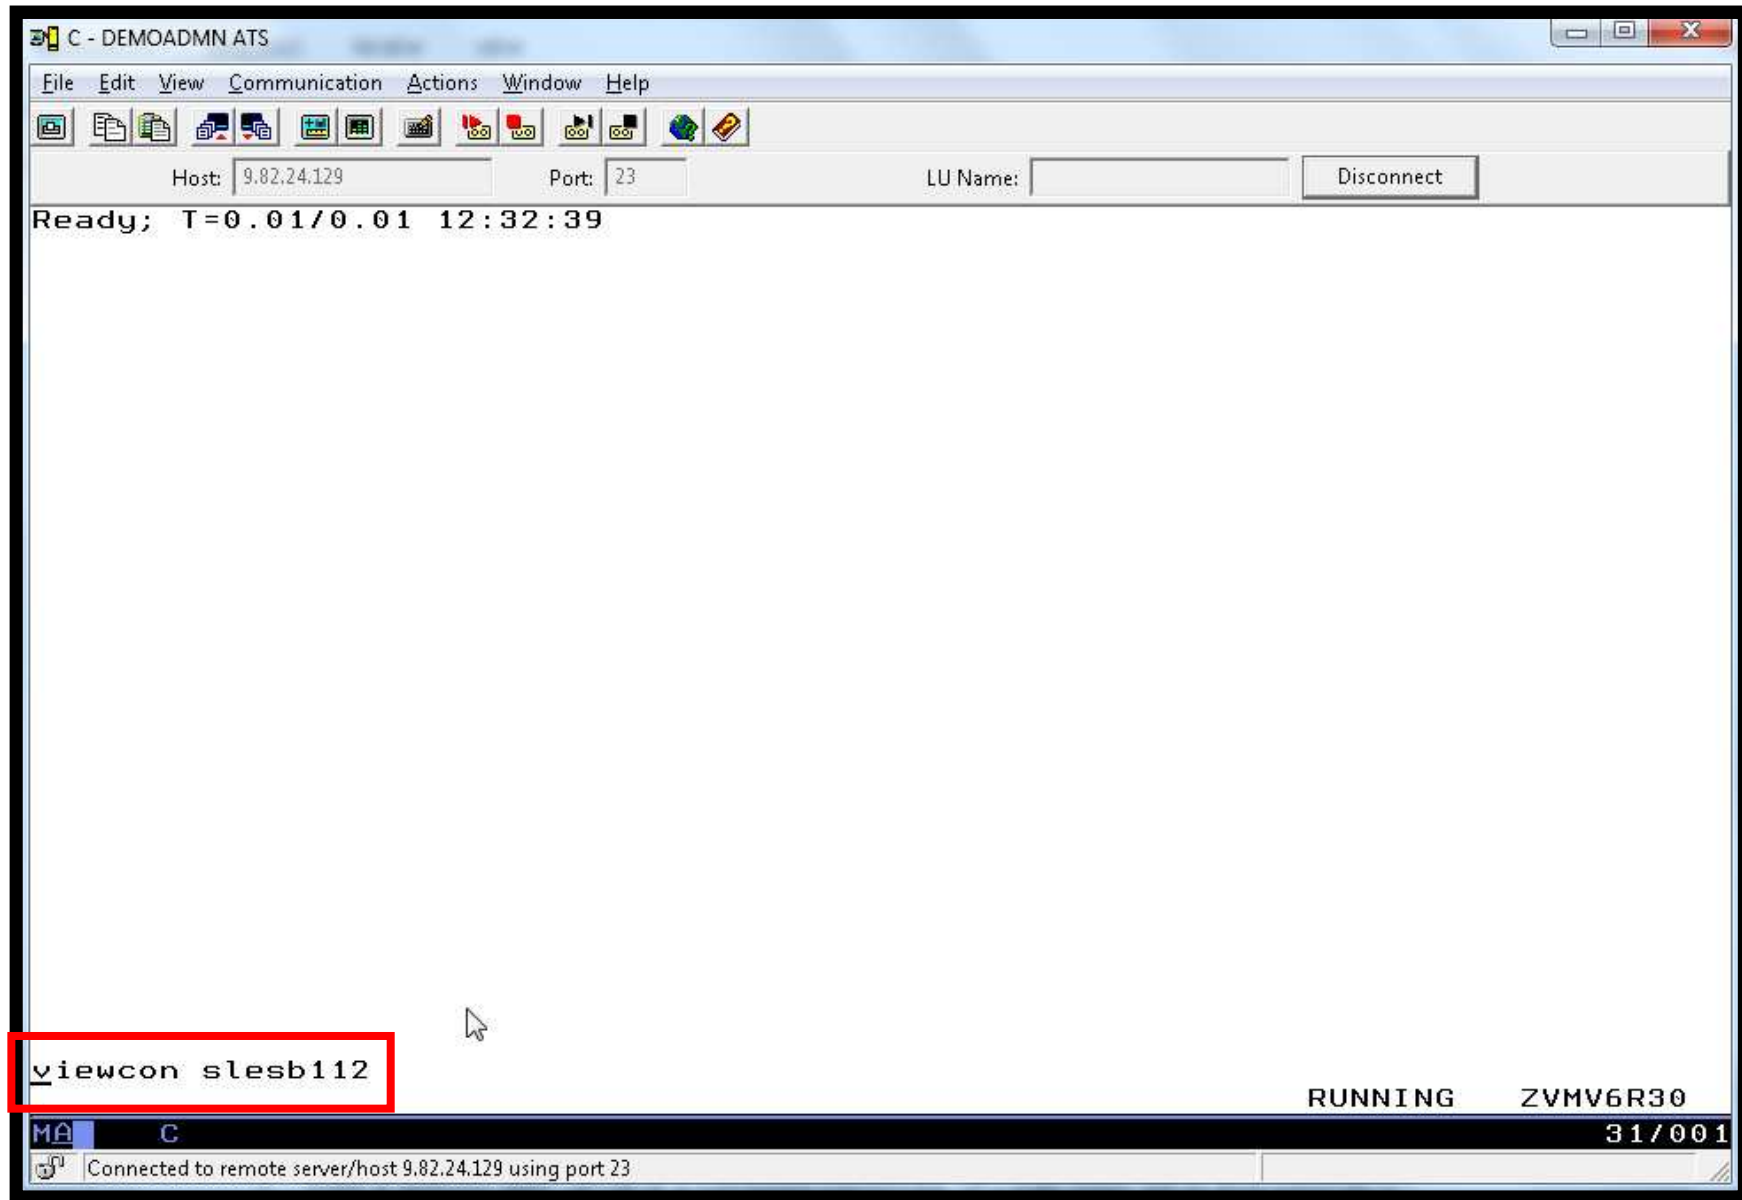 C - DEMOADMN ATS
File Edit View Communication Actions Window Help
Host: 9.82.24.129 Port: 23 LU Name: Disconnect
Ready; T=0.01/0.01 12:32:39
viewcon slesb112
RUNNING ZVMV6R30
MA C 31/001
Connected to remote server/host 9.82.24.129 using port 23